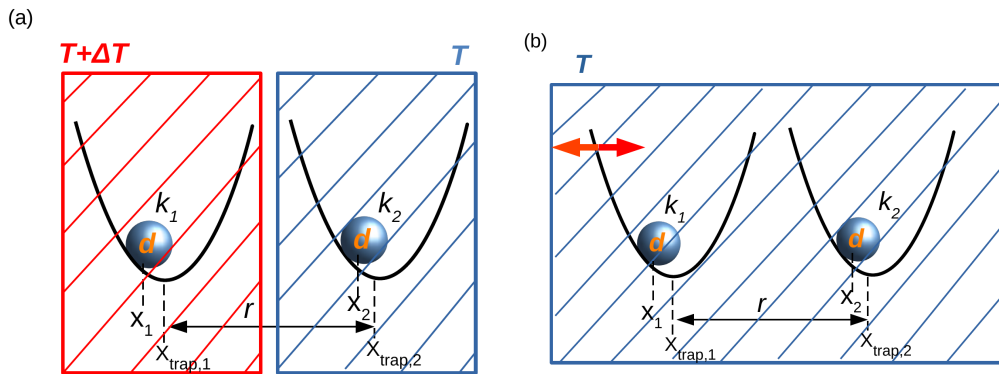 (a)
T+ΔT
T
k1
k2
d
d
x1
x2
r
xtrap,1
xtrap,2
(b)
T
k1
k2
d
d
x1
x2
r
xtrap,1
xtrap,2